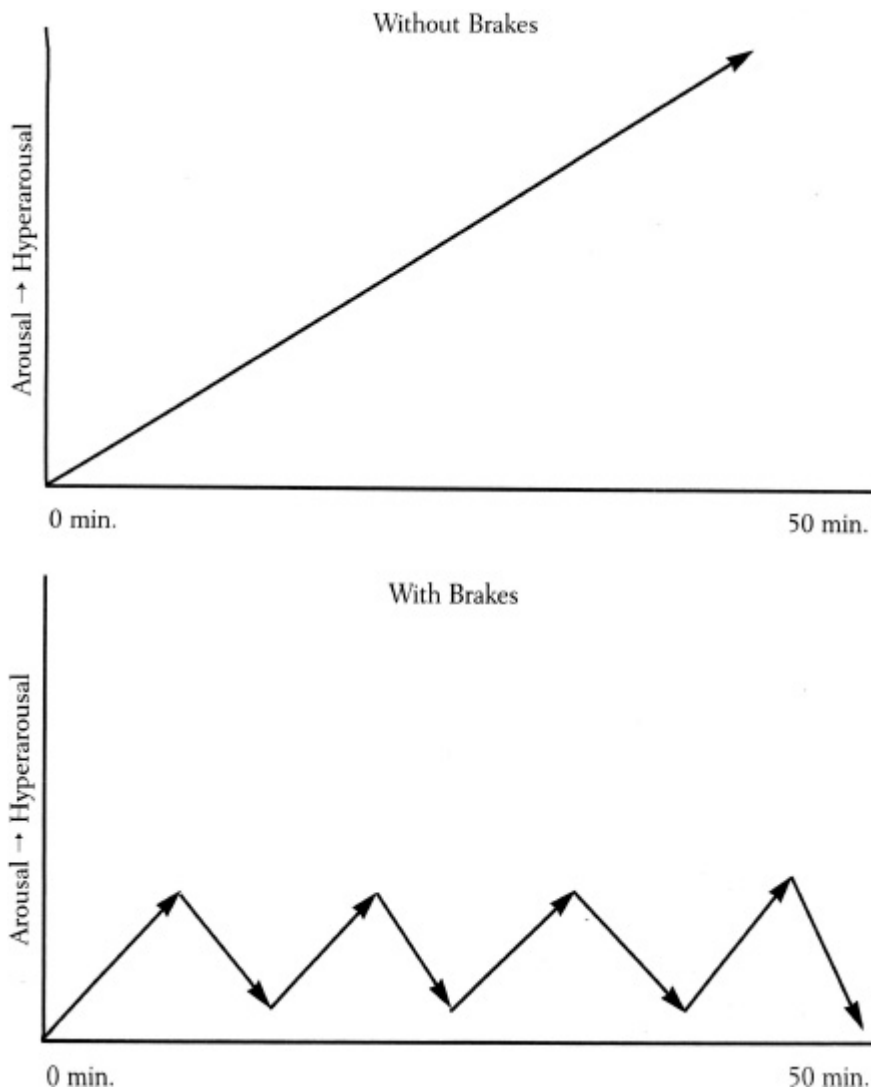 Without Brakes
Arousal → Hyperarousal
0 min.
50 min.
With Brakes
Arousal → Hyperarousal
0 min.
50 min.